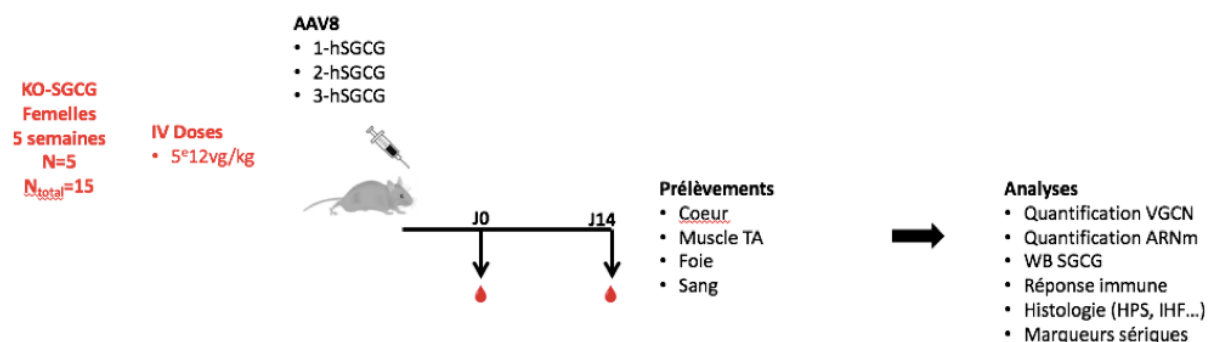 KO-SGCG
Femelles
5 semaines
N=5
Ntotal=15
IV Doses
• 5e12vg/kg
AAV8
• 1-hSGCG
• 2-hSGCG
• 3-hSGCG
J0
J14
Prélèvements
• Coeur
• Muscle TA
• Foie
• Sang
Analyses
• Quantification VGCN
• Quantification ARNm
• WB SGCG
• Réponse immune
• Histologie (HPS, IHF...)
• Marqueurs sériques